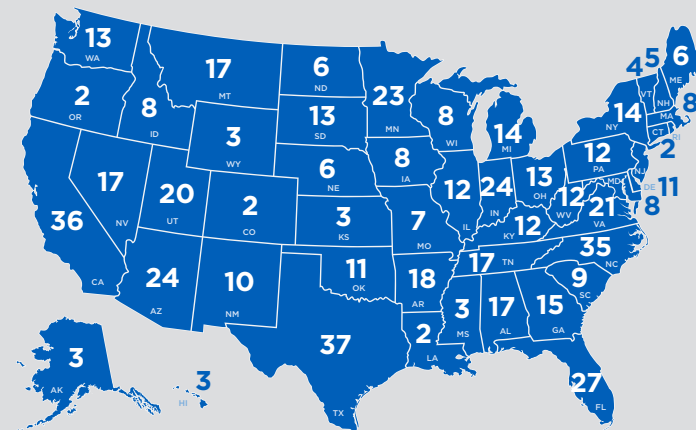 13
WA
2
OR
8
ID
17
MT
6
ND
13
SD
3
WY
6
NE
3
KS
2
CO
20
UT
17
NV
36
CA
24
AZ
10
NM
11
OK
37
TX
23
MN
8
IA
7
MO
18
AR
2
LA
8
WI
12
IL
14
MI
24
IN
13
OH
12
KY
17
TN
3
MS
17
AL
15
GA
27
FL
9
SC
35
NC
21
VA
12
WV
12
PA
14
NY
4
VT
5
NH
6
ME
8
MA
CT
RI
2
NJ
DE
11
MD
8
3
AK
3
HI